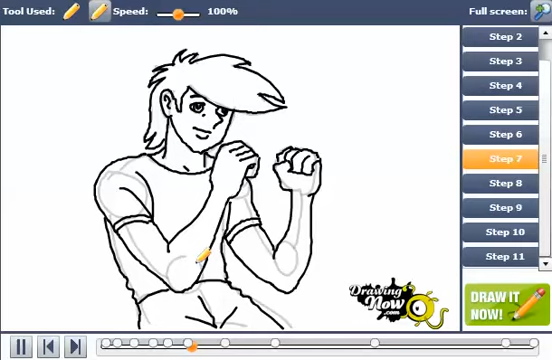 Tool Used:
Speed:
100%
Full screen:
Step 2
Step 3
Step 4
Step 5
Step 6
Step 7
Step 8
Step 9
Step 10
Step 11
Drawing
Now
.com
DRAW IT
NOW!